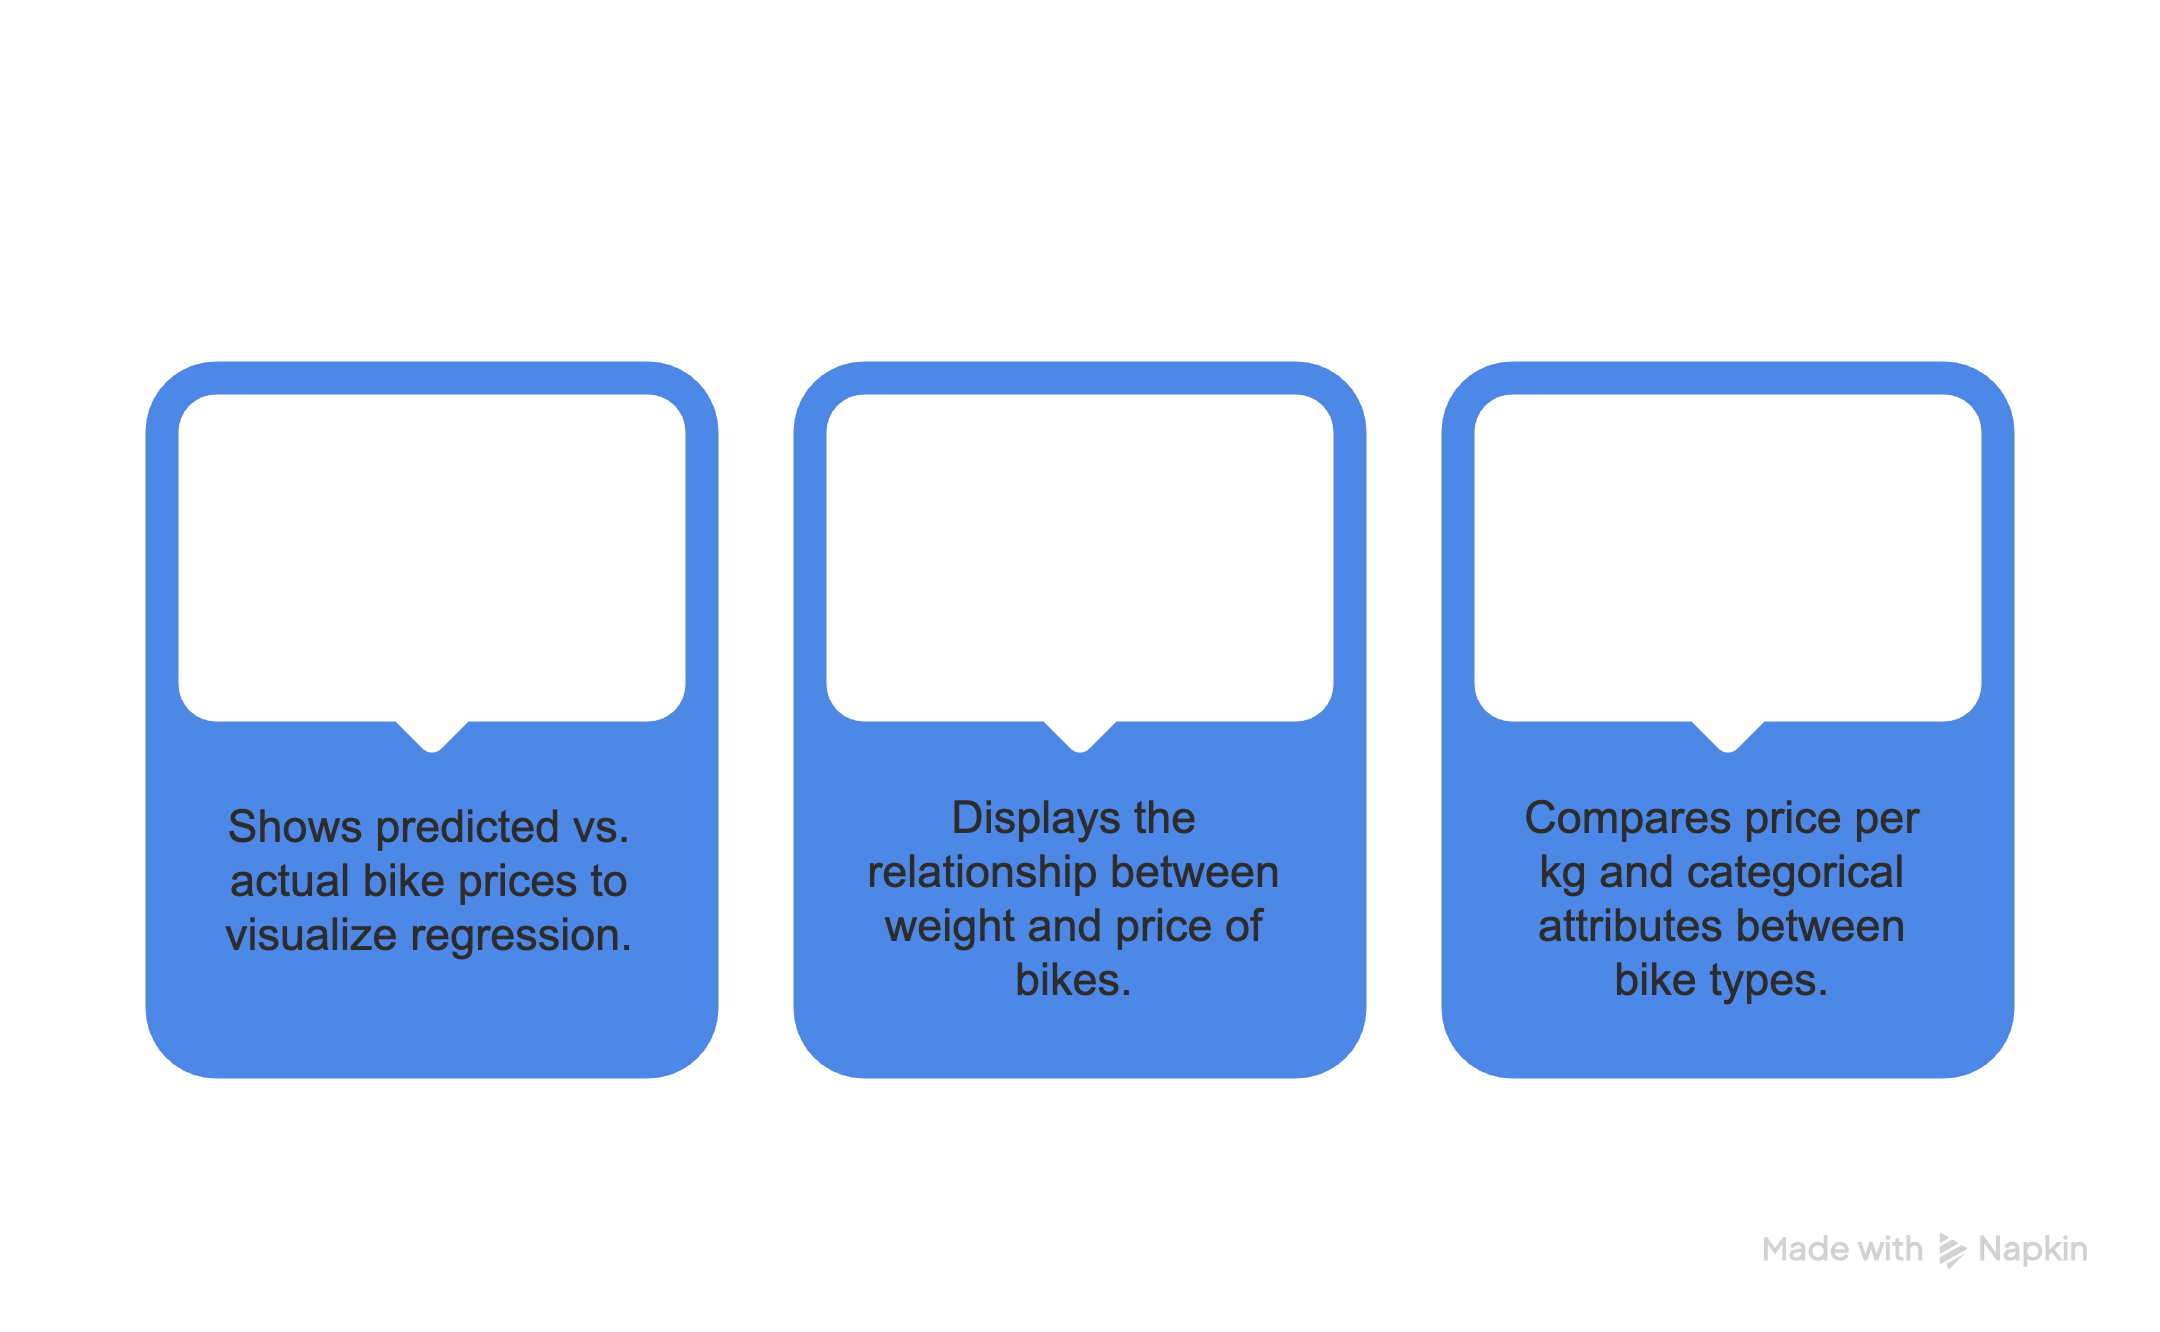 Shows predicted vs.
actual bike prices to
visualize regression.
Displays the
relationship between
weight and price of
bikes.
Compares price per
kg and categorical
attributes between
bike types.
Made with Napkin